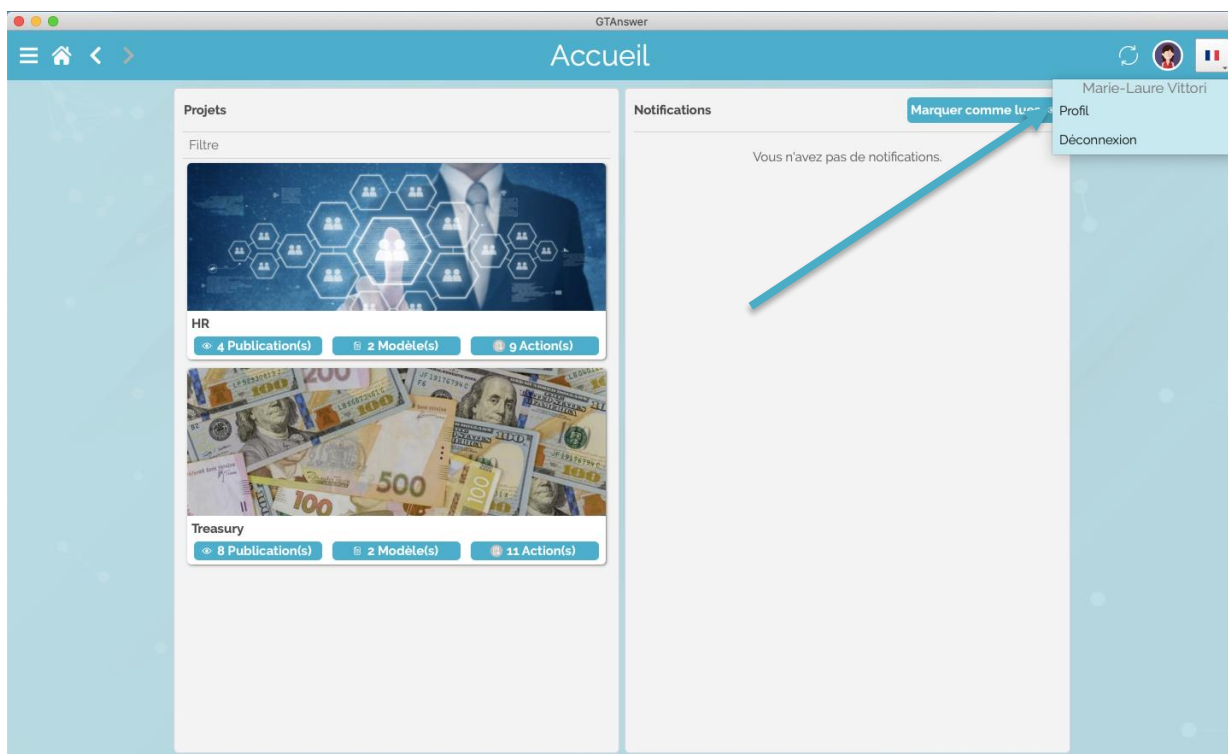 GTAnswer
Accueil
Marie-Laure Vittori
Profil
Déconnexion
Projets
Filtre
HR
4 Publication(s)
2 Modèle(s)
9 Action(s)
Treasury
8 Publication(s)
2 Modèle(s)
11 Action(s)
Notifications
Marquer comme lues
Vous n'avez pas de notifications.